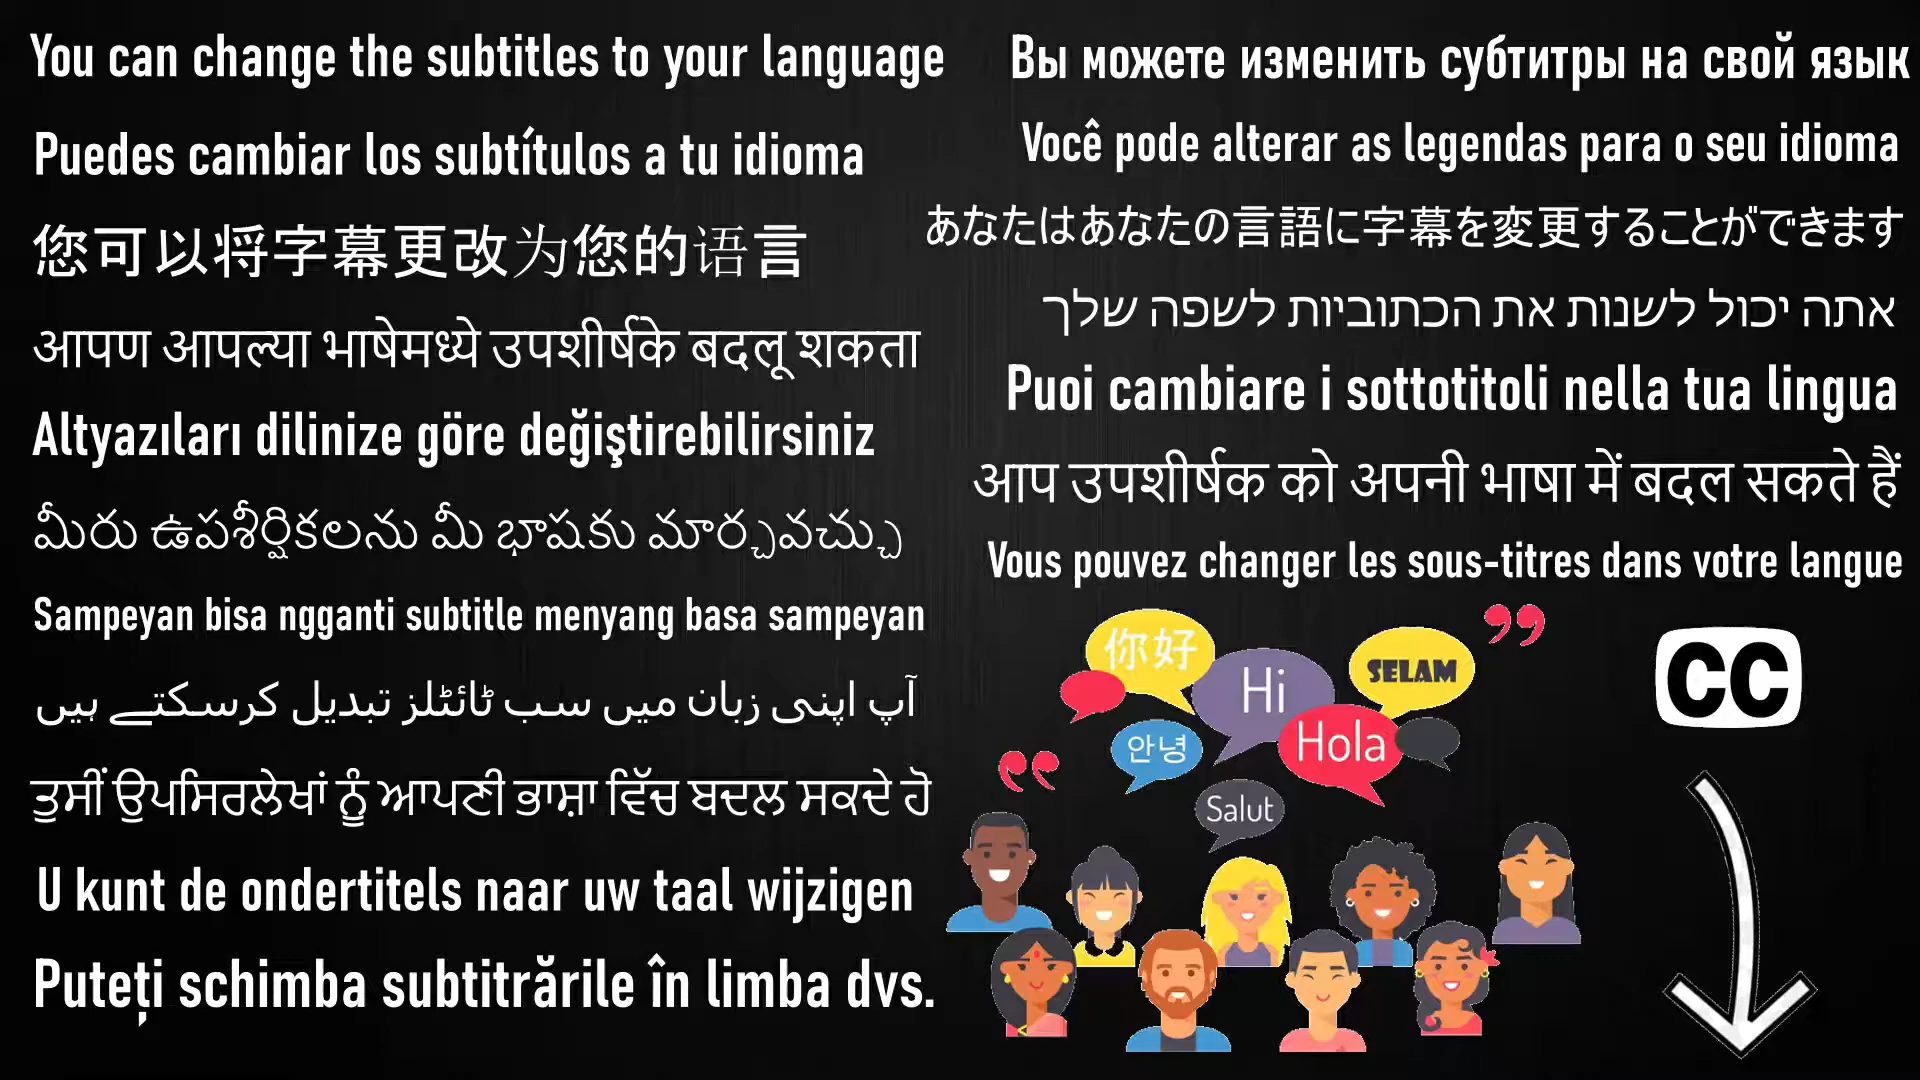 You can change the subtitles to your language
Puedes cambiar los subtítulos a tu idioma
您可以将字幕更改为您的语言
आपण आपल्या भाषेमध्ये उपशीर्षके बदलू शकता
Altyazıları dilinize göre değiştirebilirsiniz
మీరు ఉపశీర్షికలను మీ భాషకు మార్చవచ్చు
Sampeyan bisa ngganti subtitle menyang basa sampeyan
آپ اپنی زبان میں سب ٹائٹلز تبدیل کرسکتے ہیں
ਤੁਸੀਂ ਉਪਸਿਰਲੇਖਾਂ ਨੂੰ ਆਪਣੀ ਭਾਸ਼ਾ ਵਿੱਚ ਬਦਲ ਸਕਦੇ ਹੋ
U kunt de ondertitels naar uw taal wijzigen
Puteți schimba subtitrările în limba dvs.
Вы можете изменить субтитры на свой язык
Você pode alterar as legendas para o seu idioma
あなたはあなたの言語に字幕を変更することができます
אתה יכול לשנות את הכתוביות לשפה שלך
Puoi cambiare i sottotitoli nella tua lingua
आप उपशीर्षक को अपनी भाषा में बदल सकते हैं
Vous pouvez changer les sous-titres dans votre langue
你好
Hi
SELAM
안녕
Hola
Salut
CC